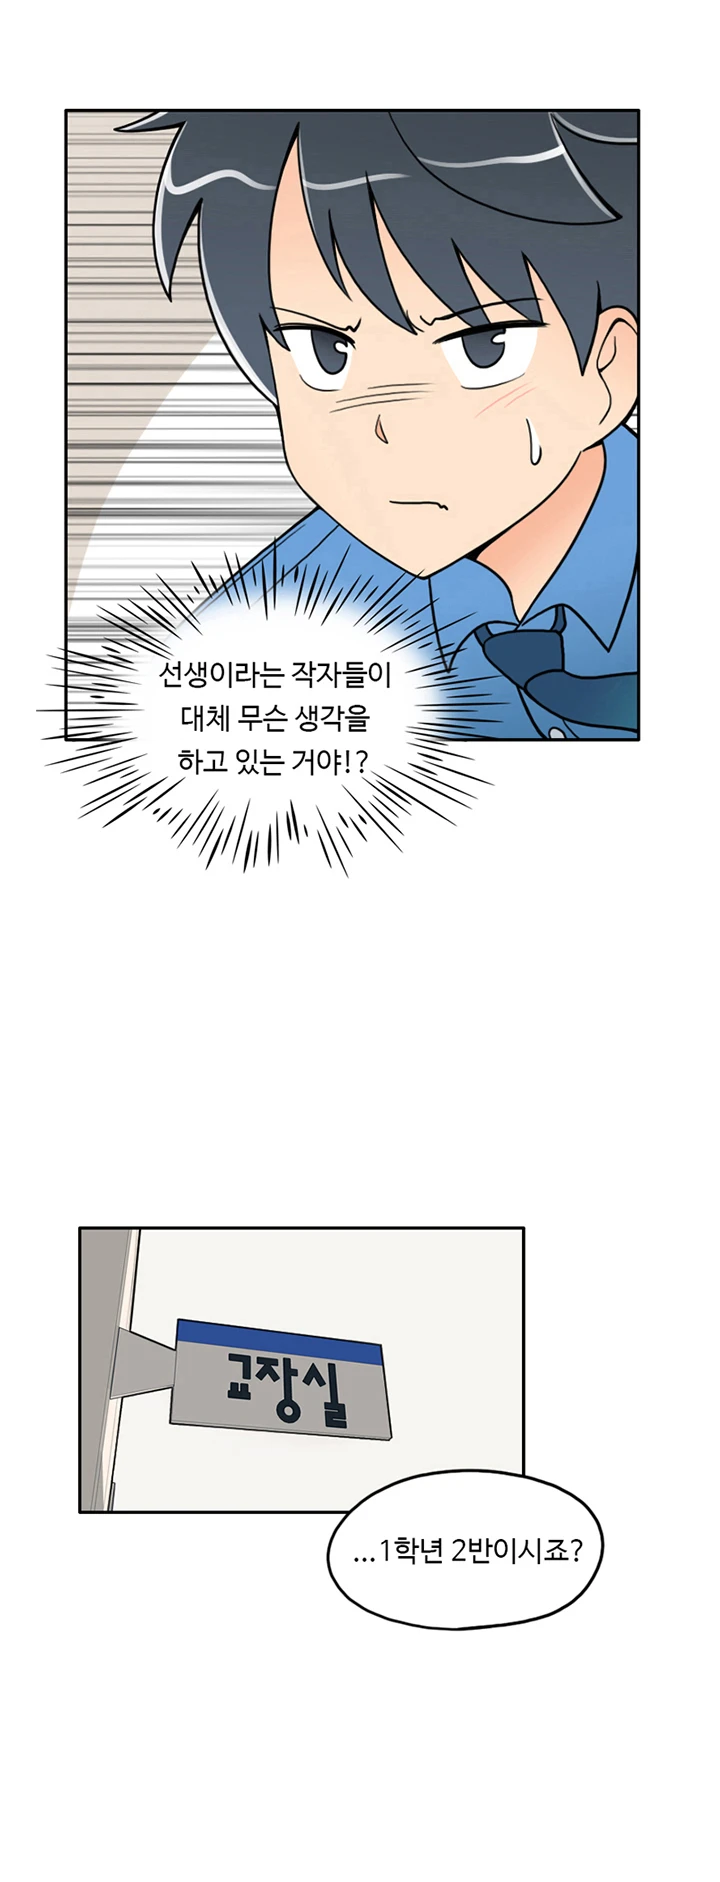 선생이라는 작자들이
대체 무슨 생각을
하고 있는 거야!?
교장실
...1학년 2반이시죠?